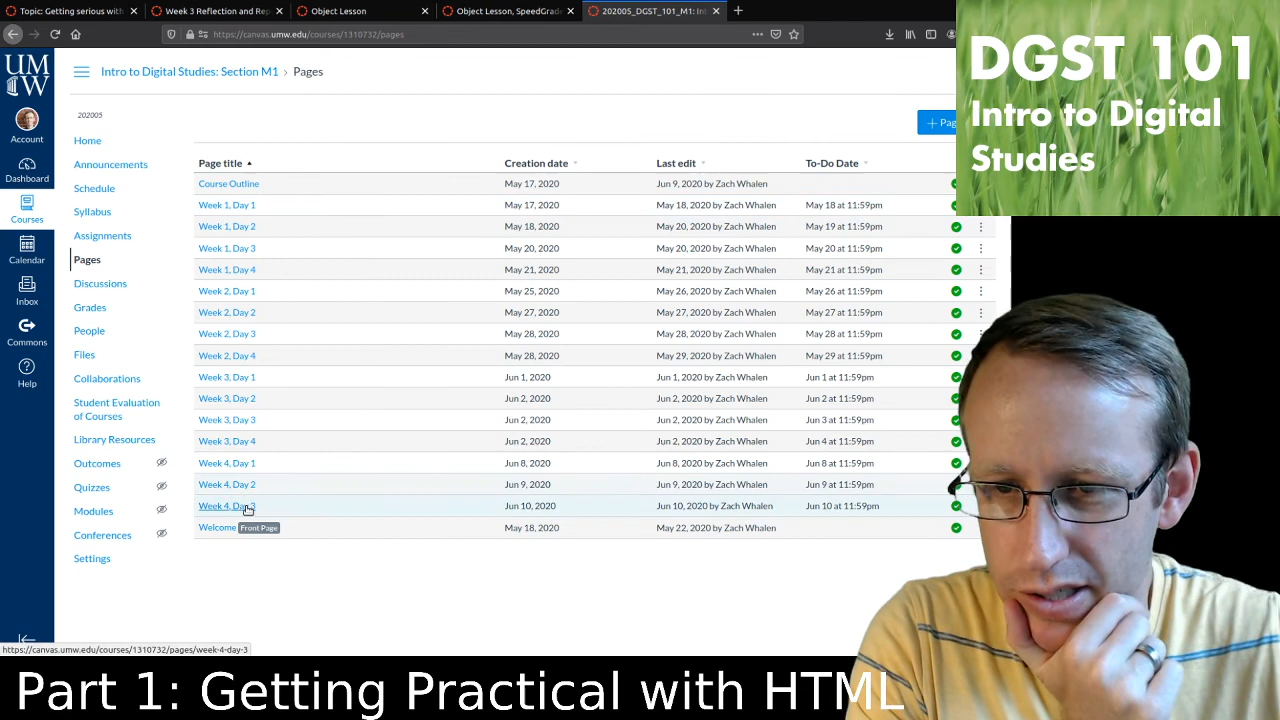 Topic Getting serious with
Week 3 Reflection and Rep
Object Lesson
Object Lesson, SpeedGrade
202005_DGST_101_M1: Int
https://canvas.umw.edu/courses/1310732/pages
DGST 101
Intro to Digital
Studies
UM
W
Account
Dashboard
Courses
Calendar
Inbox
Commons
Help
Intro to Digital Studies: Section M1 › Pages
202005
Home
Announcements
Schedule
Syllabus
Assignments
Pages
Discussions
Grades
People
Files
Collaborations
Student Evaluation
of Courses
Library Resources
Outcomes
Quizzes
Modules
Conferences
Settings
+ Pag
Page title Creation date Last edit To-Do Date
Course Outline May 17, 2020 Jun 9, 2020 by Zach Whalen
Week 1, Day 1 May 17, 2020 May 18, 2020 by Zach Whalen May 18 at 11:59pm
Week 1, Day 2 May 18, 2020 May 20, 2020 by Zach Whalen May 19 at 11:59pm
Week 1, Day 3 May 20, 2020 May 20, 2020 by Zach Whalen May 20 at 11:59pm
Week 1, Day 4 May 21, 2020 May 21, 2020 by Zach Whalen May 21 at 11:59pm
Week 2, Day 1 May 25, 2020 May 26, 2020 by Zach Whalen May 26 at 11:59pm
Week 2, Day 2 May 27, 2020 May 27, 2020 by Zach Whalen May 27 at 11:59pm
Week 2, Day 3 May 28, 2020 May 28, 2020 by Zach Whalen May 28 at 11:59pm
Week 2, Day 4 May 28, 2020 May 29, 2020 by Zach Whalen May 29 at 11:59pm
Week 3, Day 1 Jun 1, 2020 Jun 1, 2020 by Zach Whalen Jun 1 at 11:59pm
Week 3, Day 2 Jun 2, 2020 Jun 2, 2020 by Zach Whalen Jun 2 at 11:59pm
Week 3, Day 3 Jun 2, 2020 Jun 2, 2020 by Zach Whalen Jun 3 at 11:59pm
Week 3, Day 4 Jun 2, 2020 Jun 2, 2020 by Zach Whalen Jun 4 at 11:59pm
Week 4, Day 1 Jun 8, 2020 Jun 8, 2020 by Zach Whalen Jun 8 at 11:59pm
Week 4, Day 2 Jun 9, 2020 Jun 9, 2020 by Zach Whalen Jun 9 at 11:59pm
Week 4, Day 3 Jun 10, 2020 Jun 10, 2020 by Zach Whalen Jun 10 at 11:59pm
Welcome Front Page May 18, 2020 May 22, 2020 by Zach Whalen
https://canvas.umw.edu/courses/1310732/pages/week-4-day-3
Part 1: Getting Practical with HTML